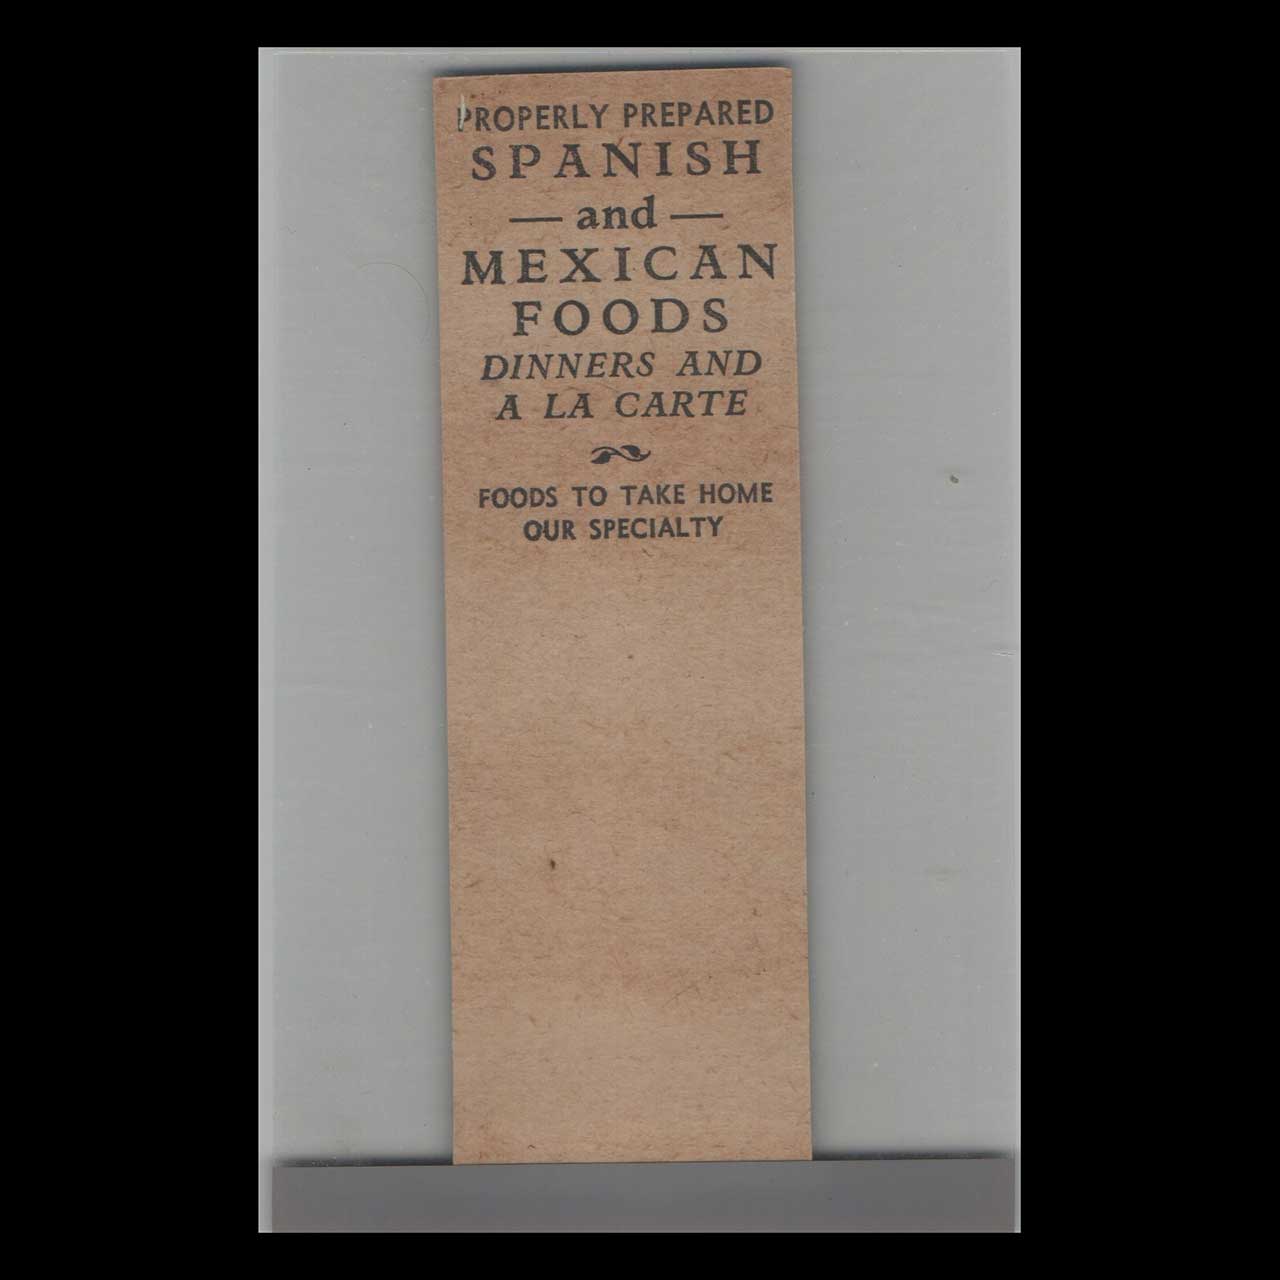 PROPERLY PREPARED
SPANISH
— and —
MEXICAN
FOODS
DINNERS AND
A LA CARTE
FOODS TO TAKE HOME
OUR SPECIALTY